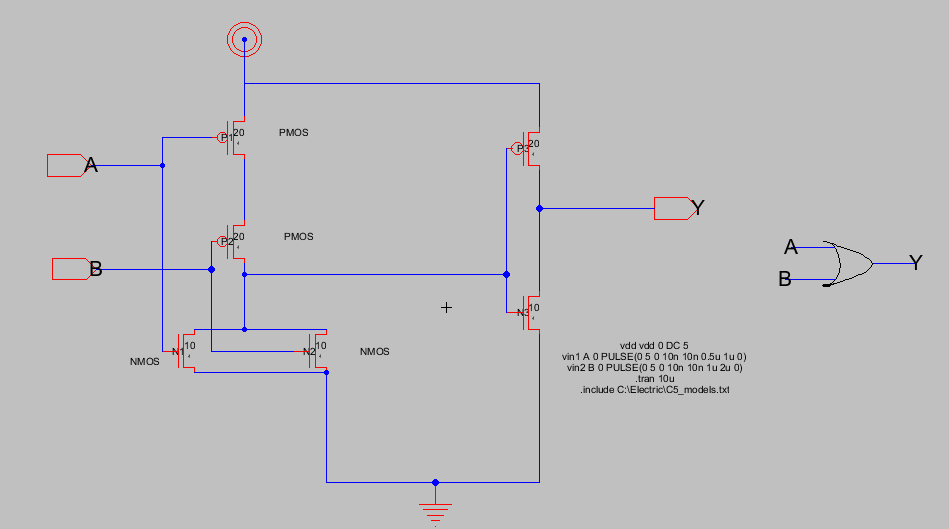 P1 20
PMOS
4
P3 20
4
A
Y
PMOS
P2 20
4
B
A
B
Y
N3 10
4
N1 10
4
N2 10
4
NMOS
NMOS
vdd vdd 0 DC 5
vin1 A 0 PULSE(0 5 0 10n 10n 0.5u 1u 0)
vin2 B 0 PULSE(0 5 0 10n 10n 1u 2u 0)
.tran 10u
.include C:\Electric\C5_models.txt